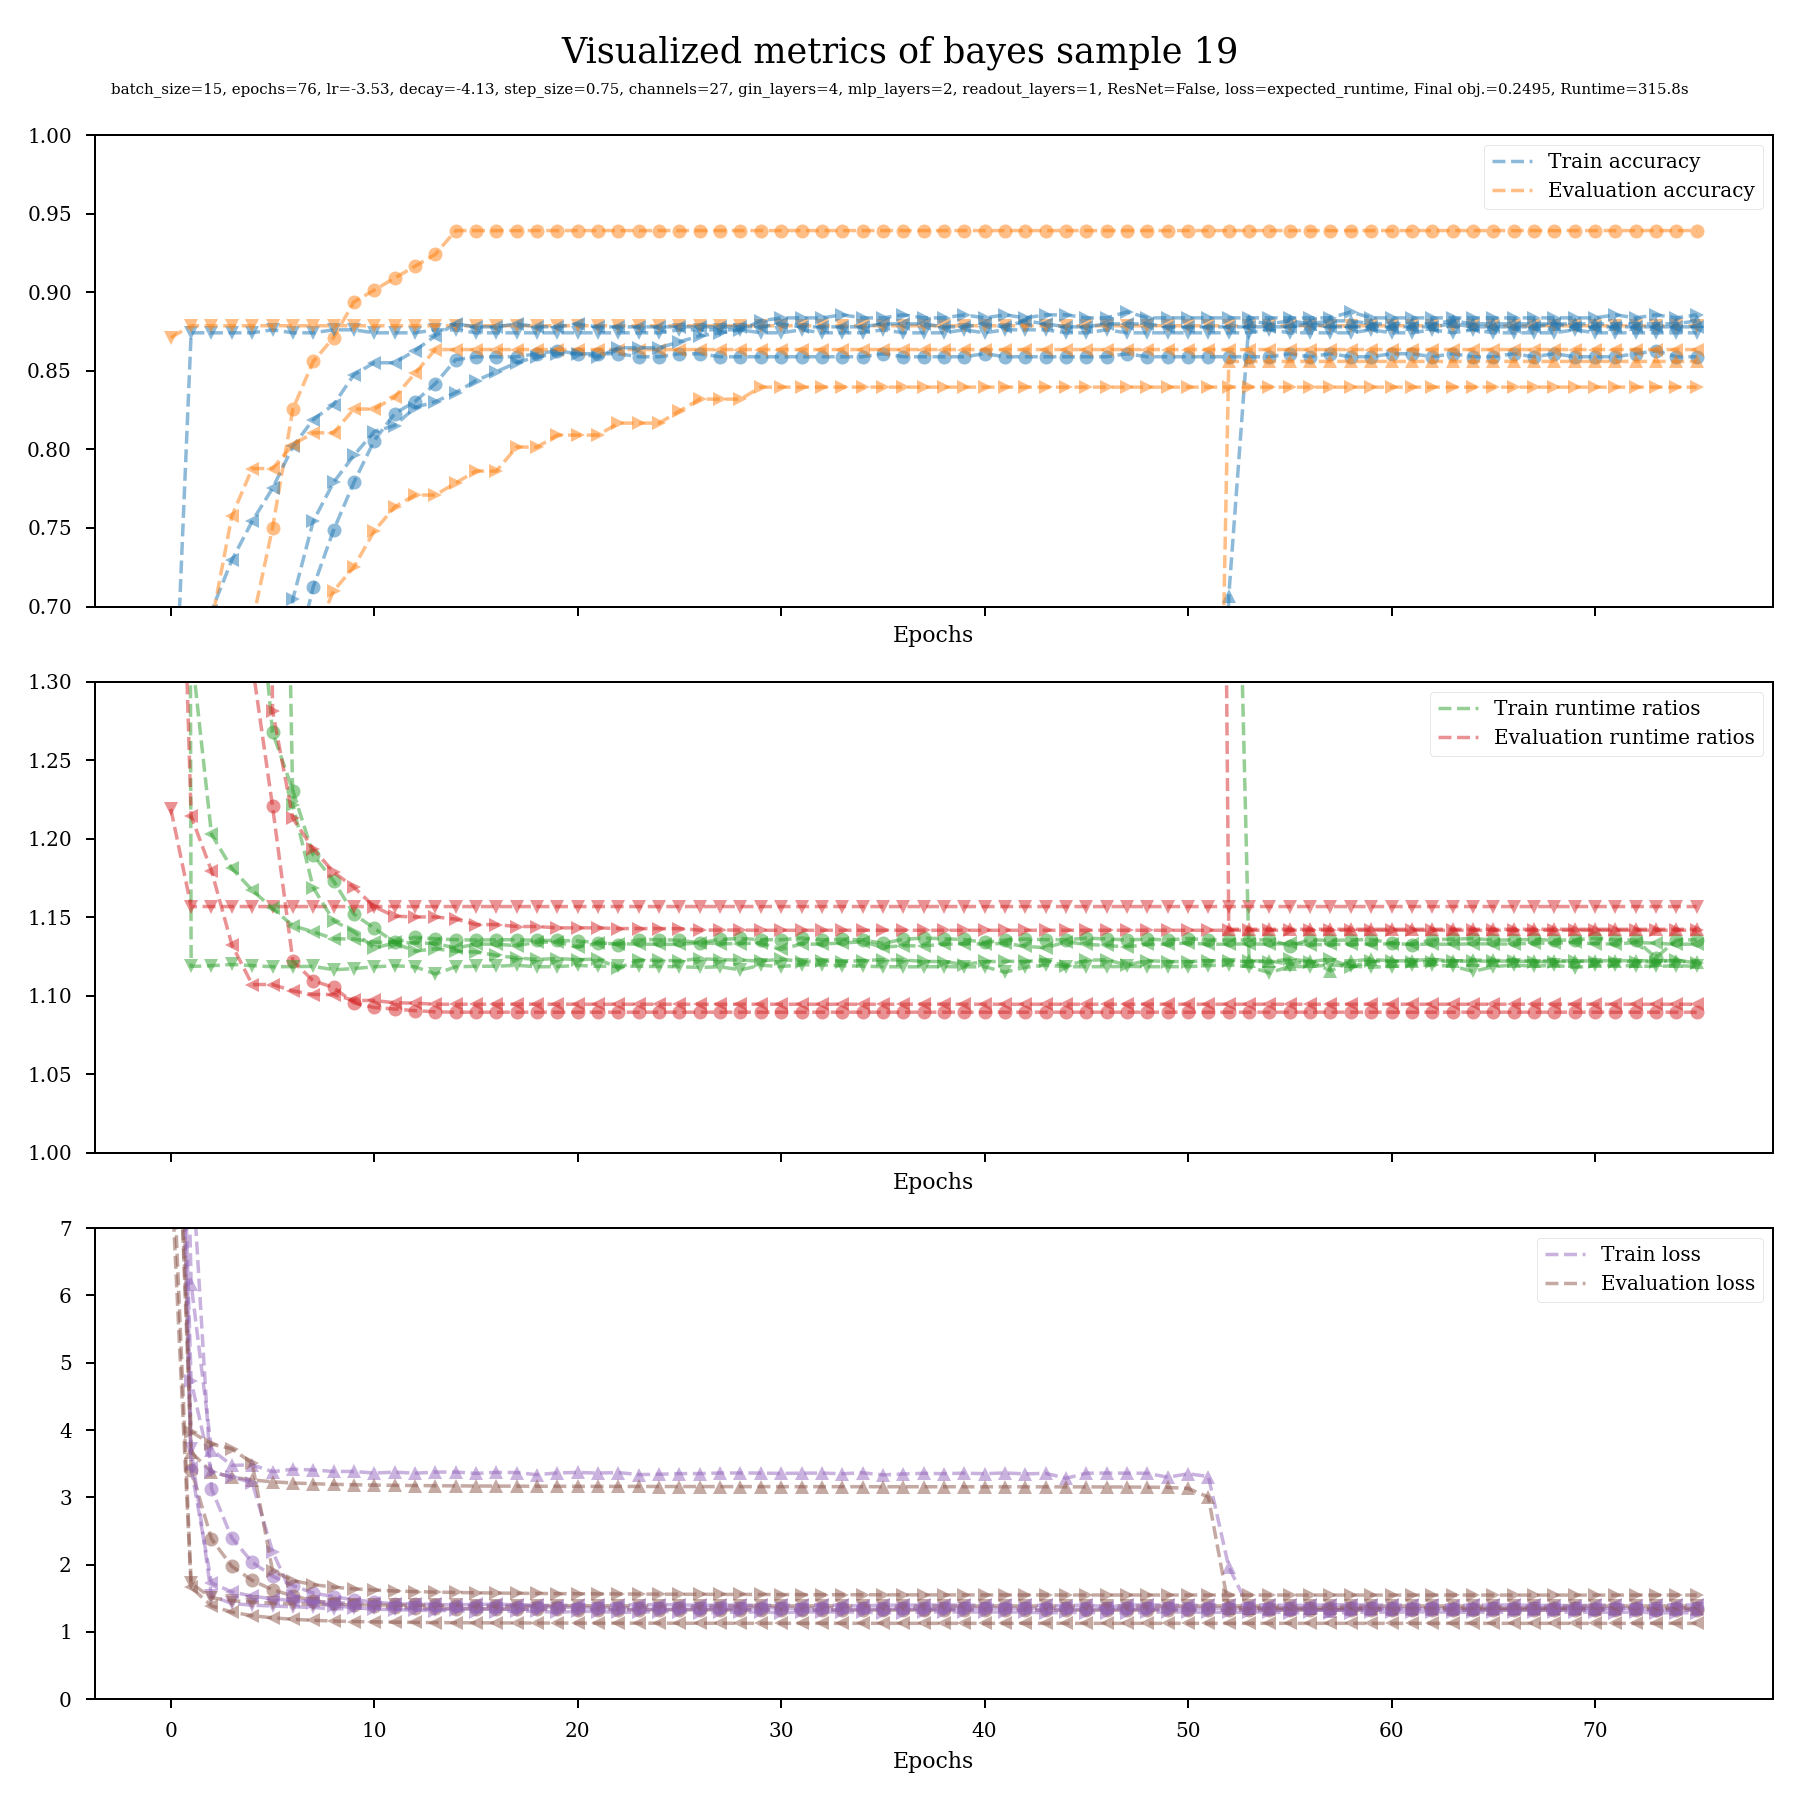 Visualized metrics of bayes sample 19
batch_size=15, epochs=76, lr=-3.53, decay=-4.13, step_size=0.75, channels=27, gin_layers=4, mlp_layers=2, readout_layers=1, ResNet=False, loss=expected_runtime, Final obj.=0.2495, Runtime=315.8s
1.00
0.95
0.90
0.85
0.80
0.75
0.70
Train accuracy
Evaluation accuracy
Epochs
1.30
1.25
1.20
1.15
1.10
1.05
1.00
Train runtime ratios
Evaluation runtime ratios
Epochs
7
6
5
4
3
2
1
0
Train loss
Evaluation loss
0 10 20 30 40 50 60 70
Epochs